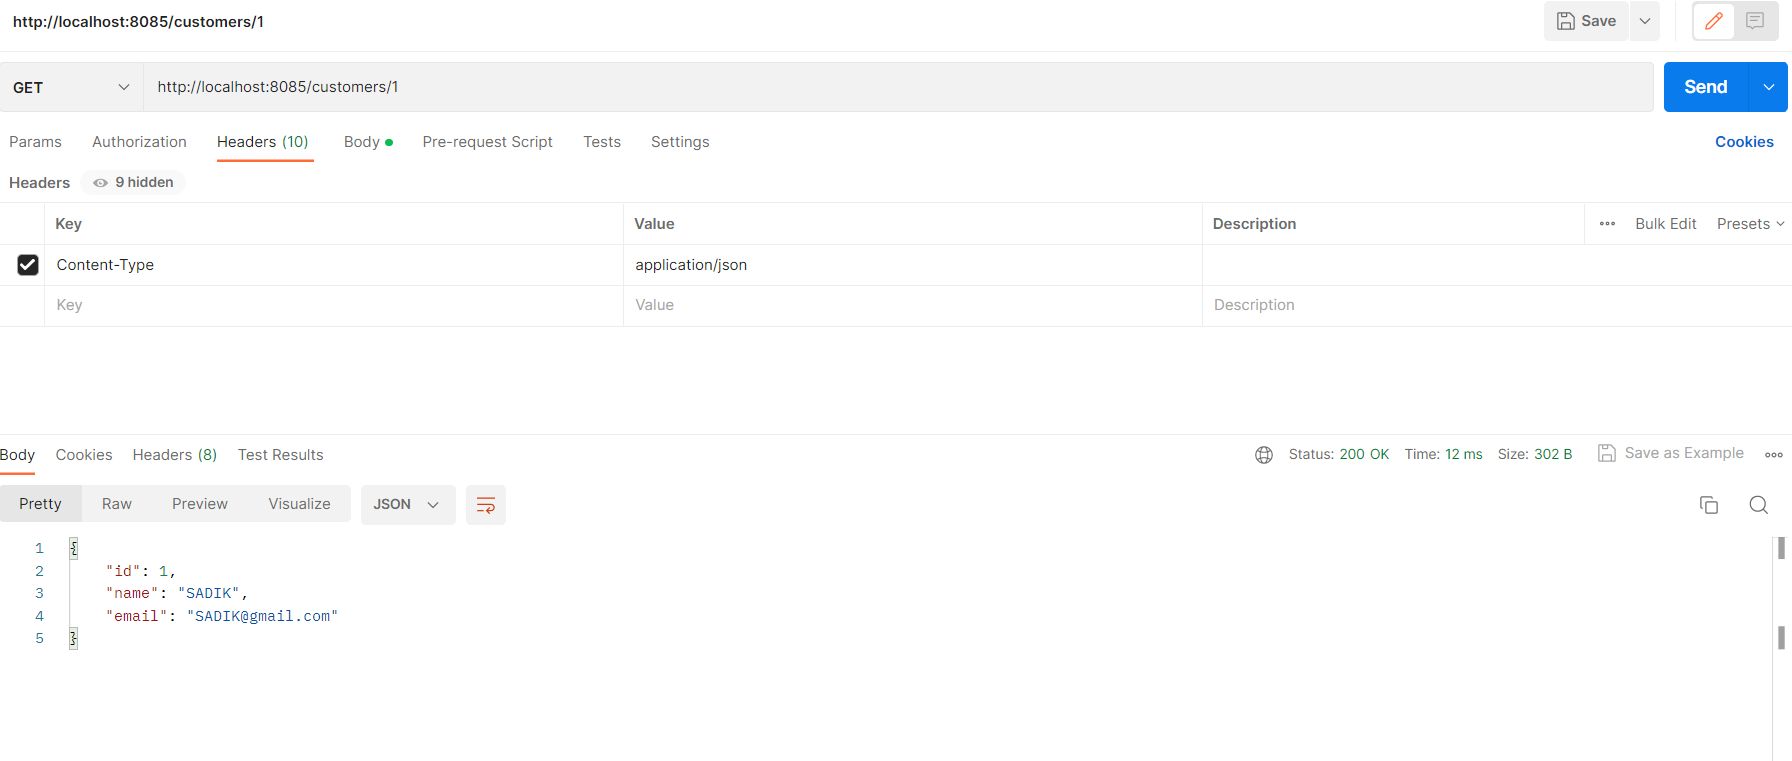 http://localhost:8085/customers/1
Save
GET http://localhost:8085/customers/1 Send
Params Authorization Headers (10) Body Pre-request Script Tests Settings Cookies
Headers 9 hidden
Key Value Description Bulk Edit Presets
Content-Type application/json
Key Value Description
Body Cookies Headers (8) Test Results Status: 200 OK Time: 12 ms Size: 302 B Save as Example
Pretty Raw Preview Visualize JSON
1 {
2 "id": 1,
3 "name": "SADIK",
4 "email": "SADIK@gmail.com"
5 }